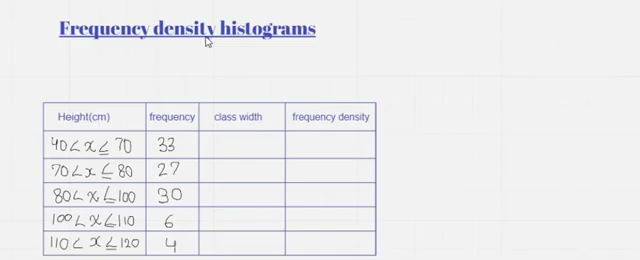 Frequency density histograms
Height(cm) frequency class width frequency density
40 < x ≤ 70 33
70 < x ≤ 80 27
80 < x ≤ 100 30
100 < x ≤ 110 6
110 < x ≤ 120 4